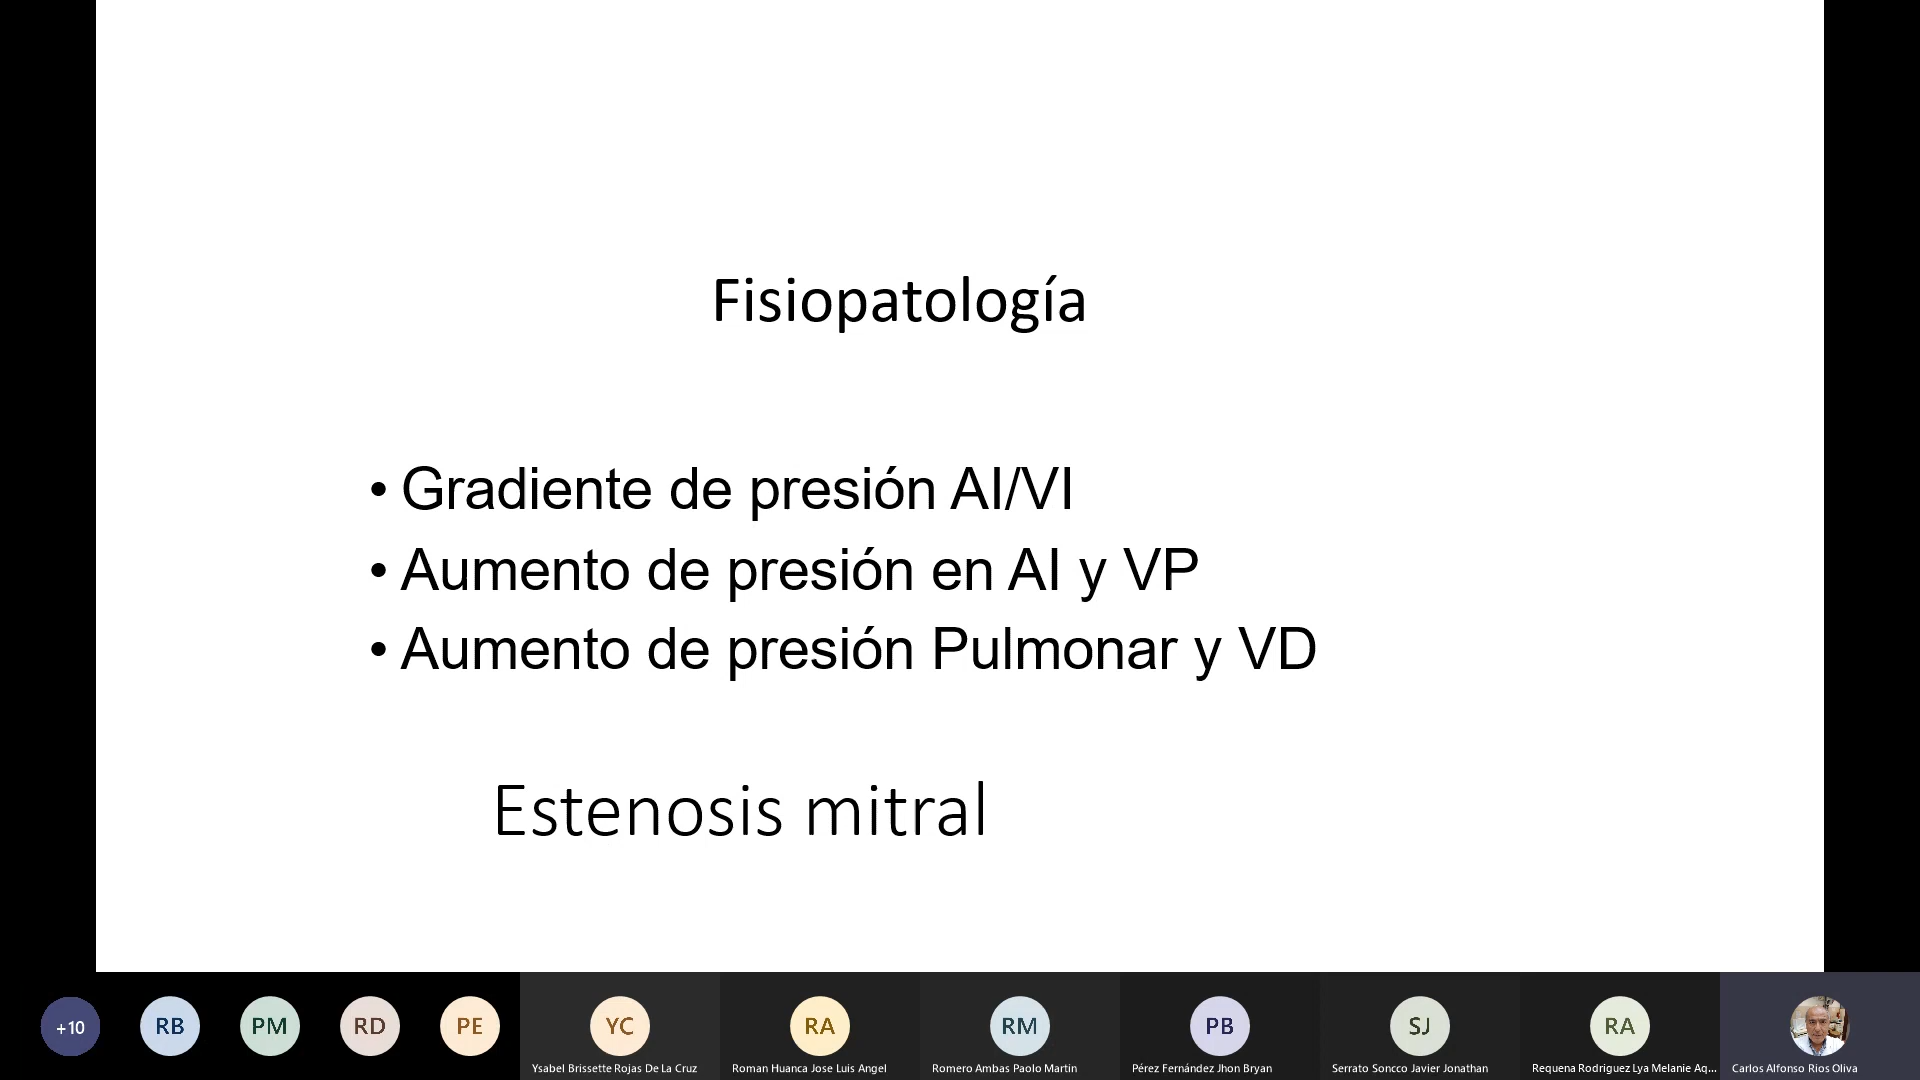 Fisiopatología
• Gradiente de presión AI/VI
• Aumento de presión en AI y VP
• Aumento de presión Pulmonar y VD
Estenosis mitral
+10
RB
PM
RD
PE
YC
RA
RM
PB
SJ
RA
Ysabel Brissette Rojas De La Cruz
Roman Huanca Jose Luis Angel
Romero Ambas Paolo Martin
Pérez Fernández Jhon Bryan
Serrato Soncco Javier Jonathan
Requena Rodriguez Lya Melanie Aq...
Carlos Alfonso Rios Oliva